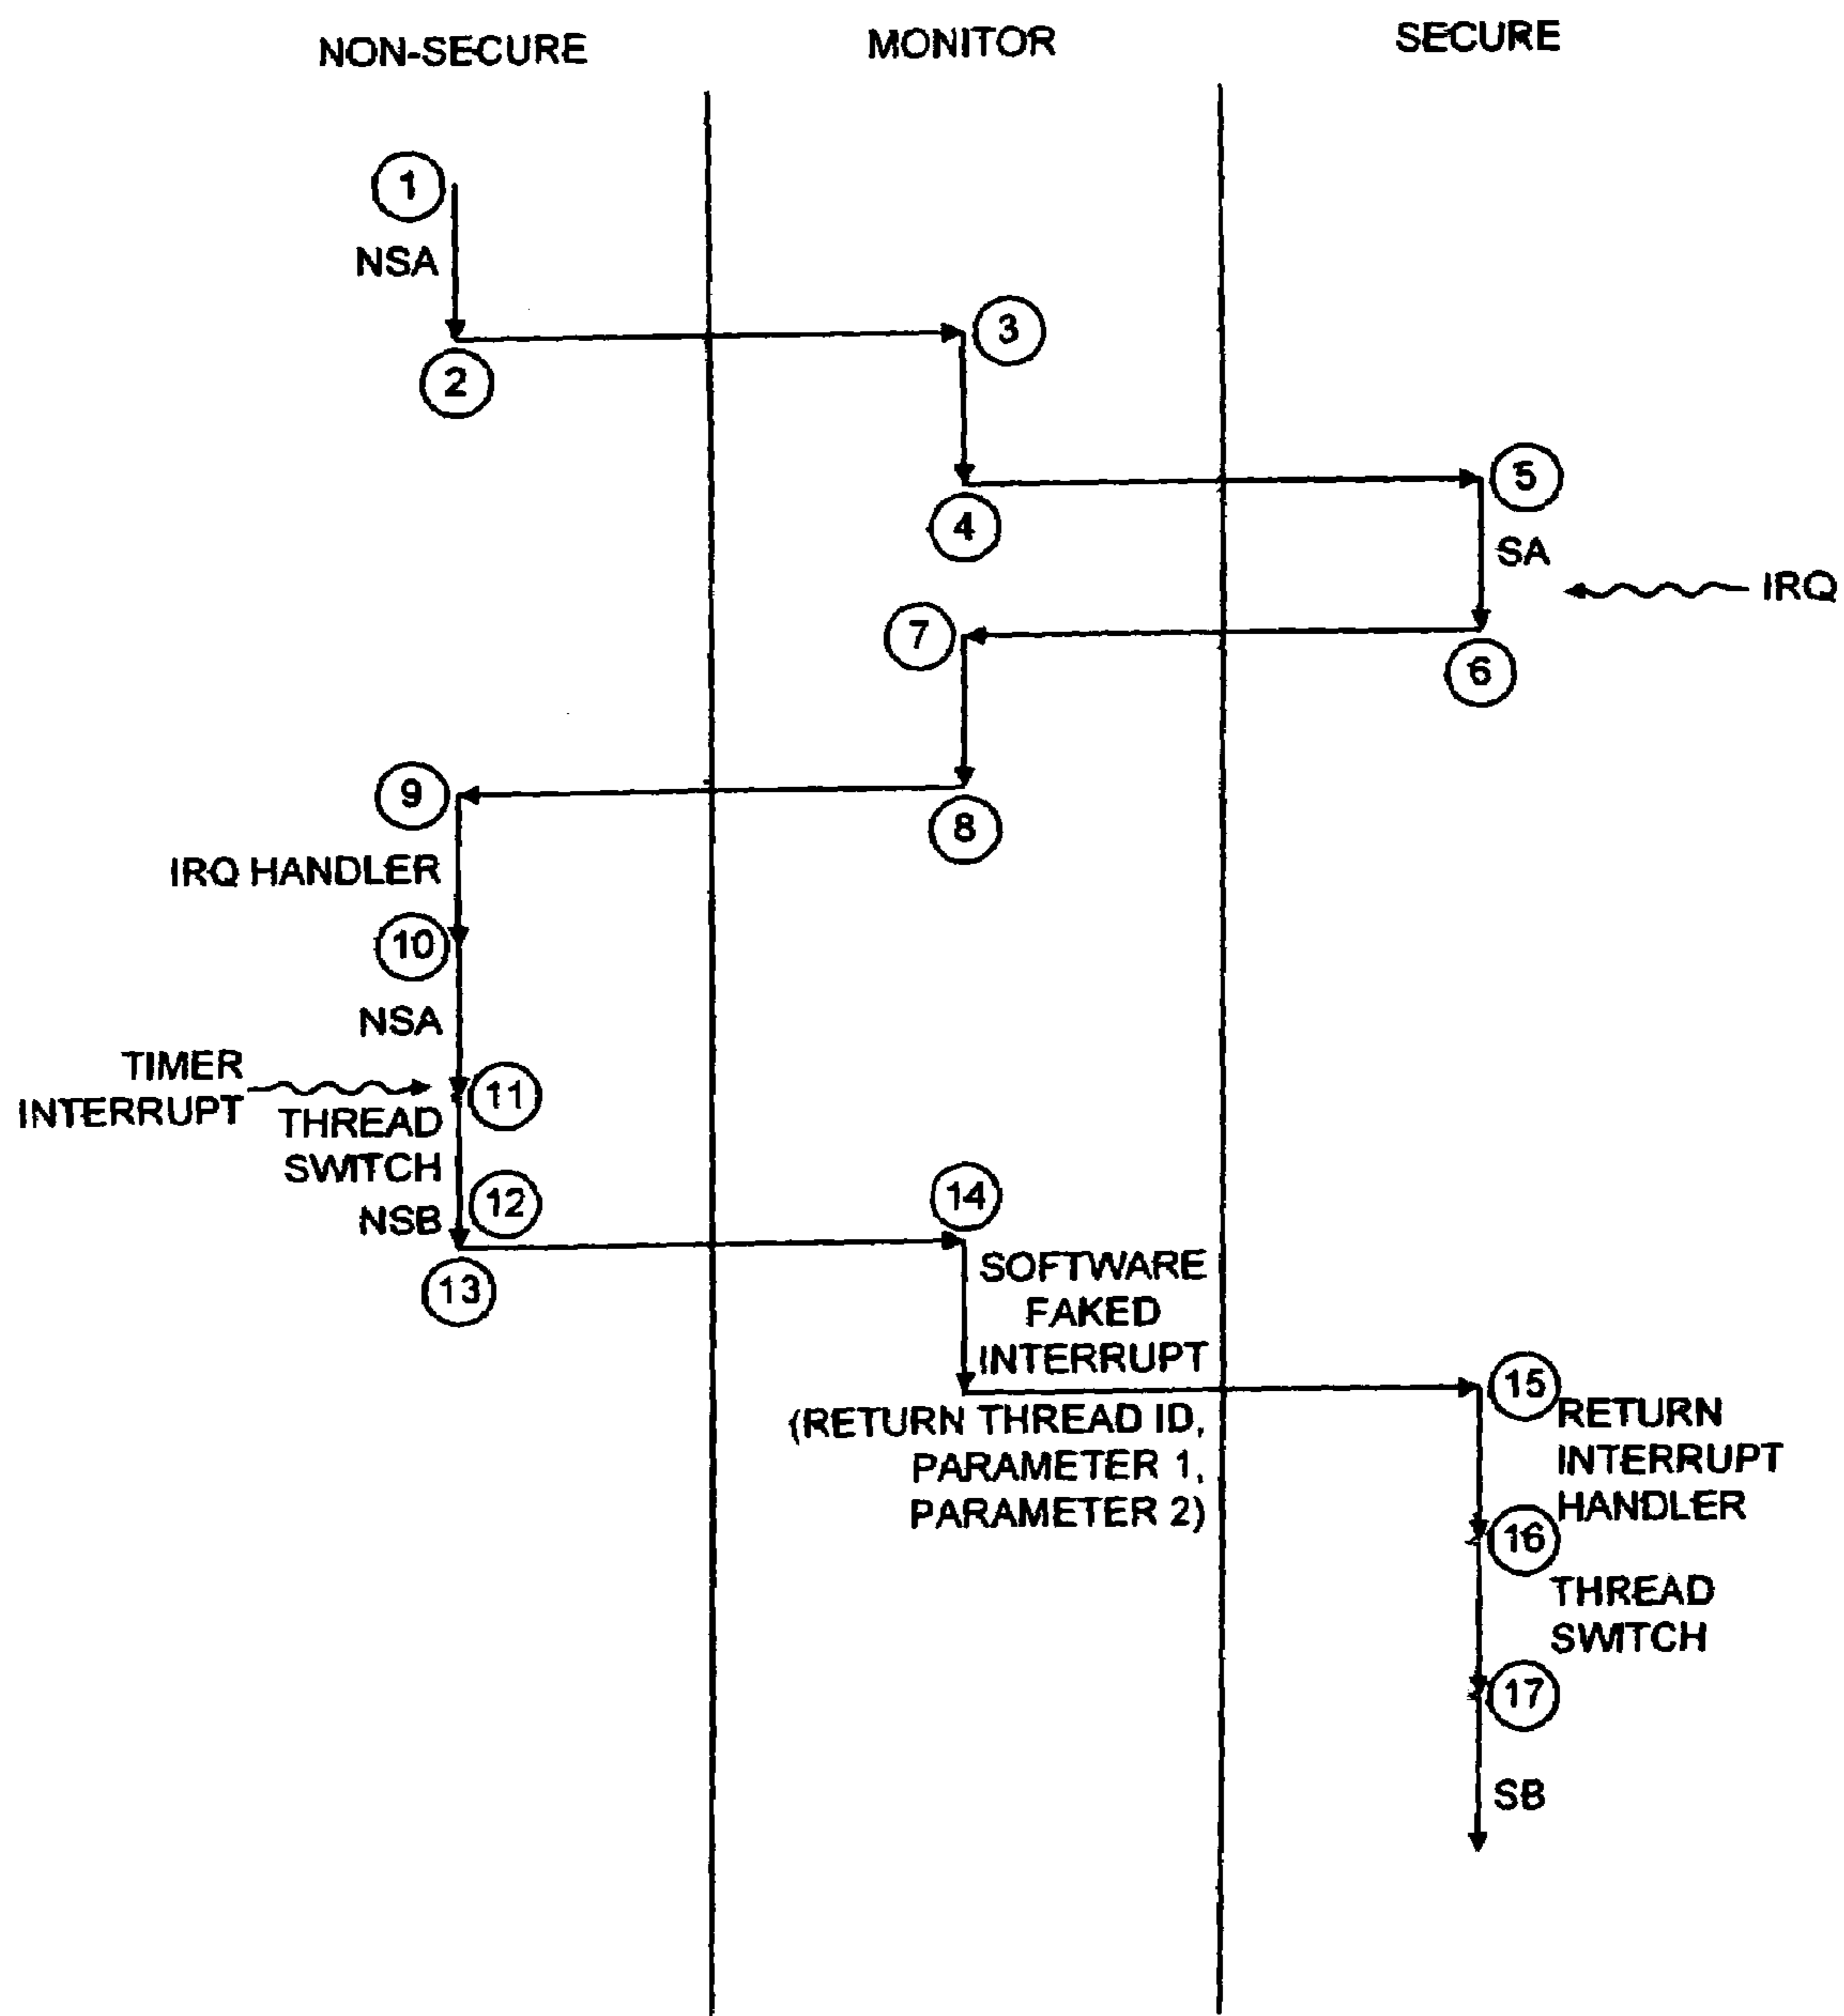 NON-SECURE
MONITOR
SECURE
1
NSA
2
3
4
5
SA
IRQ
6
7
8
9
IRQ HANDLER
10
NSA
TIMER
INTERRUPT
11
THREAD
SWITCH
12
NSB
13
14
SOFTWARE
FAKED
INTERRUPT
(RETURN THREAD ID,
PARAMETER 1,
PARAMETER 2)
15
RETURN
INTERRUPT
HANDLER
16
THREAD
SWITCH
17
SB